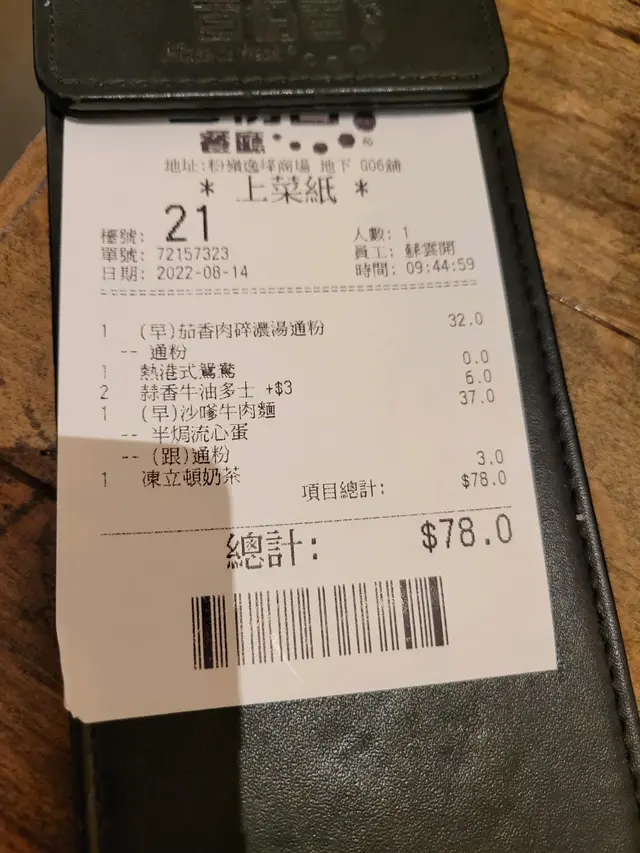 餐廳
地址:粉嶺逸峰商場 地下 G06舖
* 上菜紙 *
檯號: 21 人數: 1
單號: 72157323 員工: 蘇雲開
日期: 2022-08-14 時間: 09:44:59
1 (早)茄香肉碎濃湯通粉 32.0
-- 通粉
1 熱港式鴛鴦 0.0
2 蒜香牛油多士 +$3 6.0
1 (早)沙嗲牛肉麵 37.0
-- 半焗流心蛋
-- (跟)通粉
1 凍立頓奶茶 3.0
項目總計: $78.0
總計: $78.0